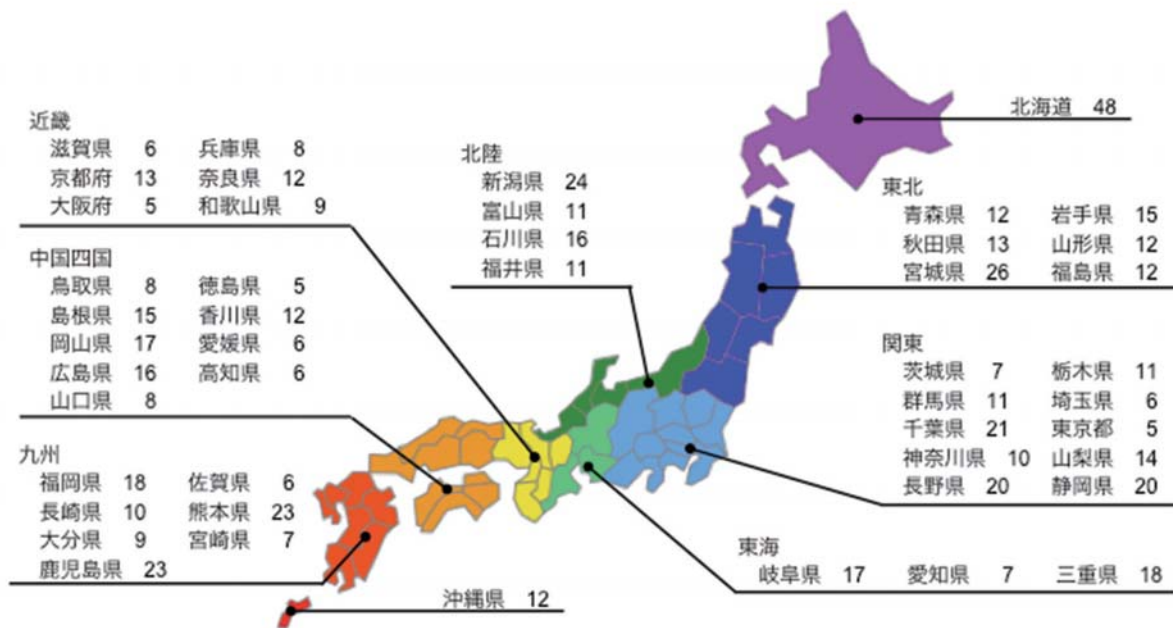 北海道 48
近畿
滋賀県 6 兵庫県 8
京都府 13 奈良県 12
大阪府 5 和歌山県 9
北陸
新潟県 24
富山県 11
石川県 16
福井県 11
東北
青森県 12 岩手県 15
秋田県 13 山形県 12
宮城県 26 福島県 12
中国四国
鳥取県 8 徳島県 5
島根県 15 香川県 12
岡山県 17 愛媛県 6
広島県 16 高知県 6
山口県 8
関東
茨城県 7 栃木県 11
群馬県 11 埼玉県 6
千葉県 21 東京都 5
神奈川県 10 山梨県 14
長野県 20 静岡県 20
九州
福岡県 18 佐賀県 6
長崎県 10 熊本県 23
大分県 9 宮崎県 7
鹿児島県 23
東海
岐阜県 17 愛知県 7 三重県 18
沖縄県 12